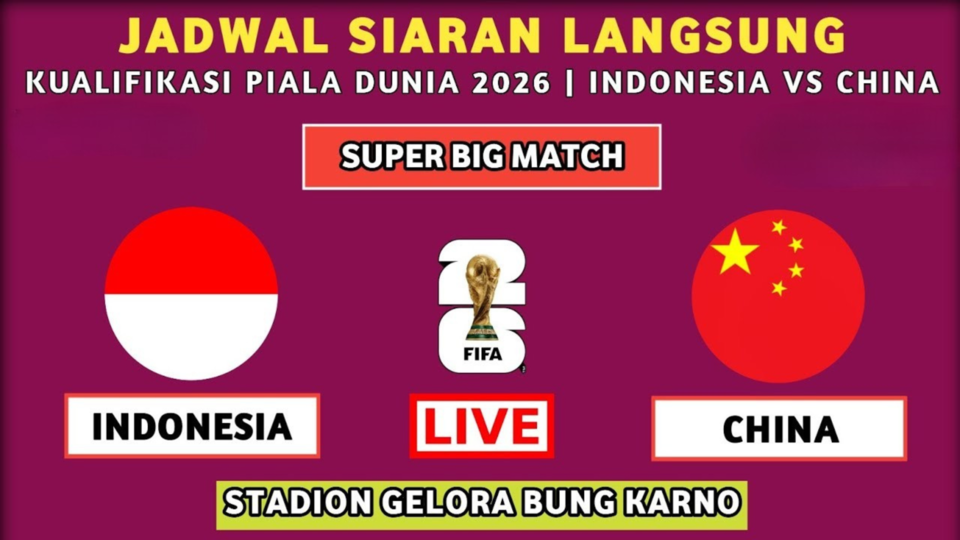 JADWAL SIARAN LANGSUNG
KUALIFIKASI PIALA DUNIA 2026 | INDONESIA VS CHINA
SUPER BIG MATCH
26
FIFA
INDONESIA
LIVE
CHINA
STADION GELORA BUNG KARNO